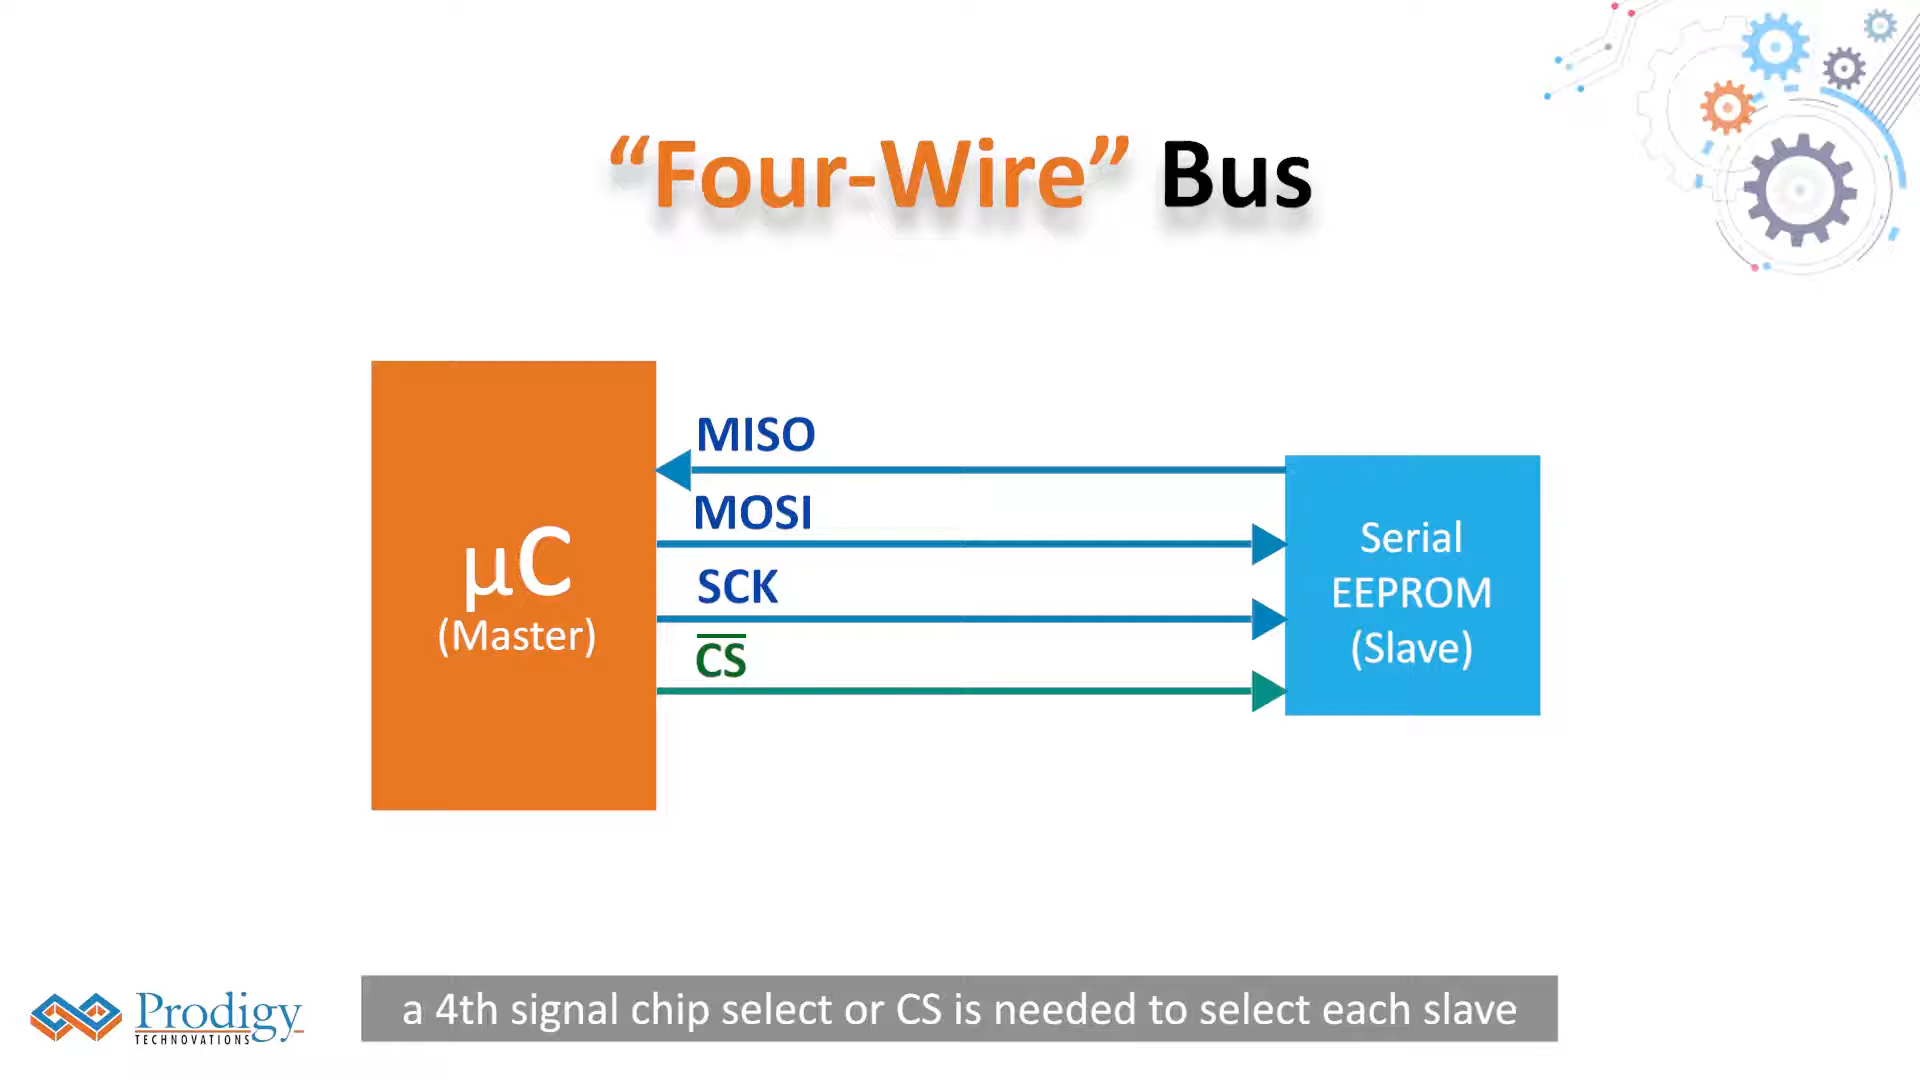 “Four-Wire” Bus
MISO
MOSI
SCK
C̅S̅
μC
(Master)
Serial
EEPROM
(Slave)
a 4th signal chip select or CS is needed to select each slave
Prodigy
TECHNOVATIONS